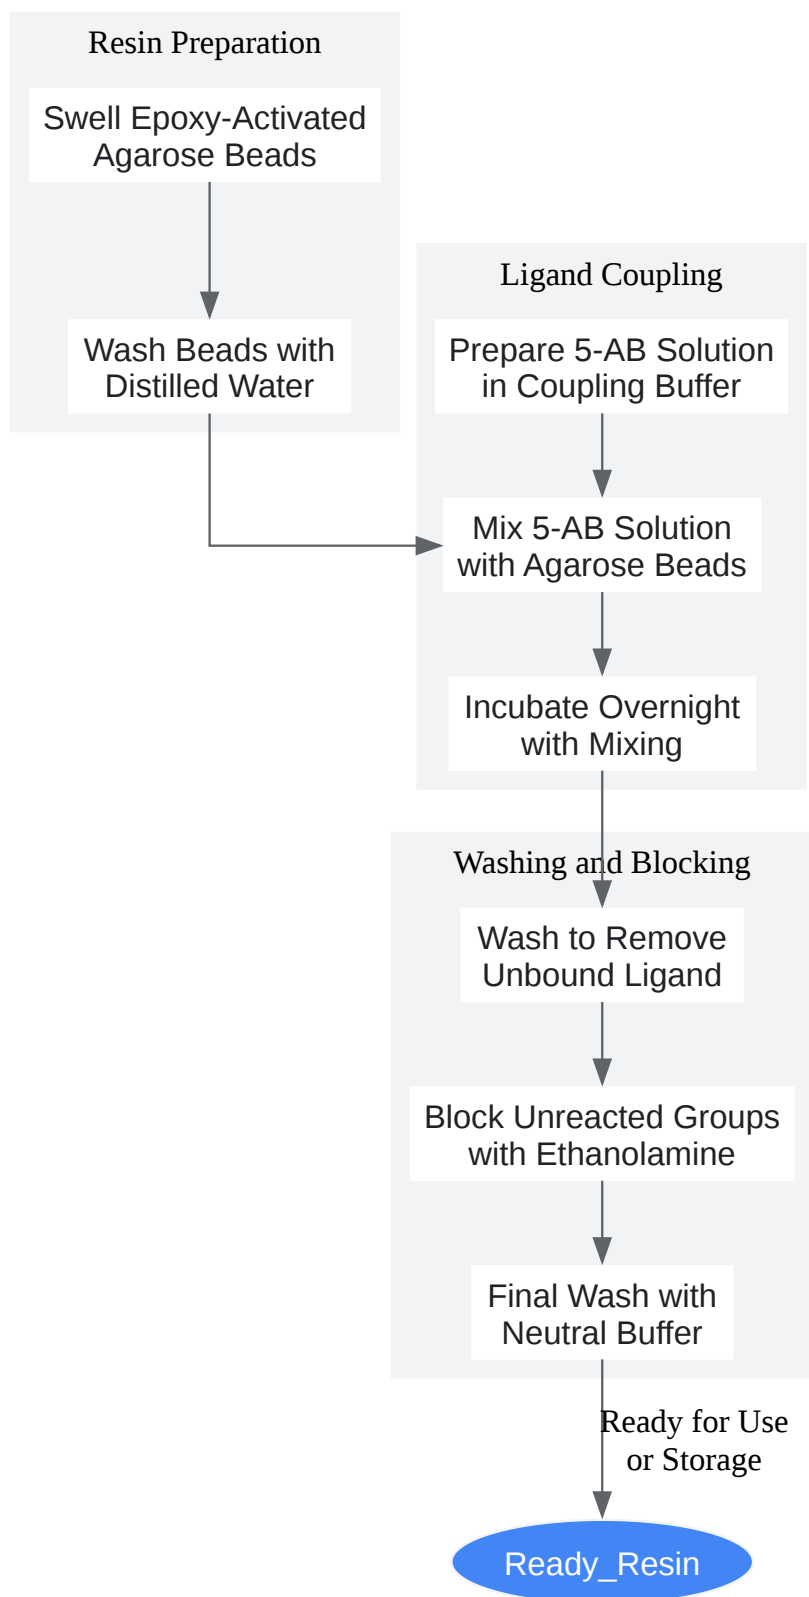 Resin Preparation
Swell Epoxy-Activated
Agarose Beads
Wash Beads with
Distilled Water
Ligand Coupling
Prepare 5-AB Solution
in Coupling Buffer
Mix 5-AB Solution
with Agarose Beads
Incubate Overnight
with Mixing
Washing and Blocking
Wash to Remove
Unbound Ligand
Block Unreacted Groups
with Ethanolamine
Final Wash with
Neutral Buffer
Ready for Use
or Storage
Ready_Resin